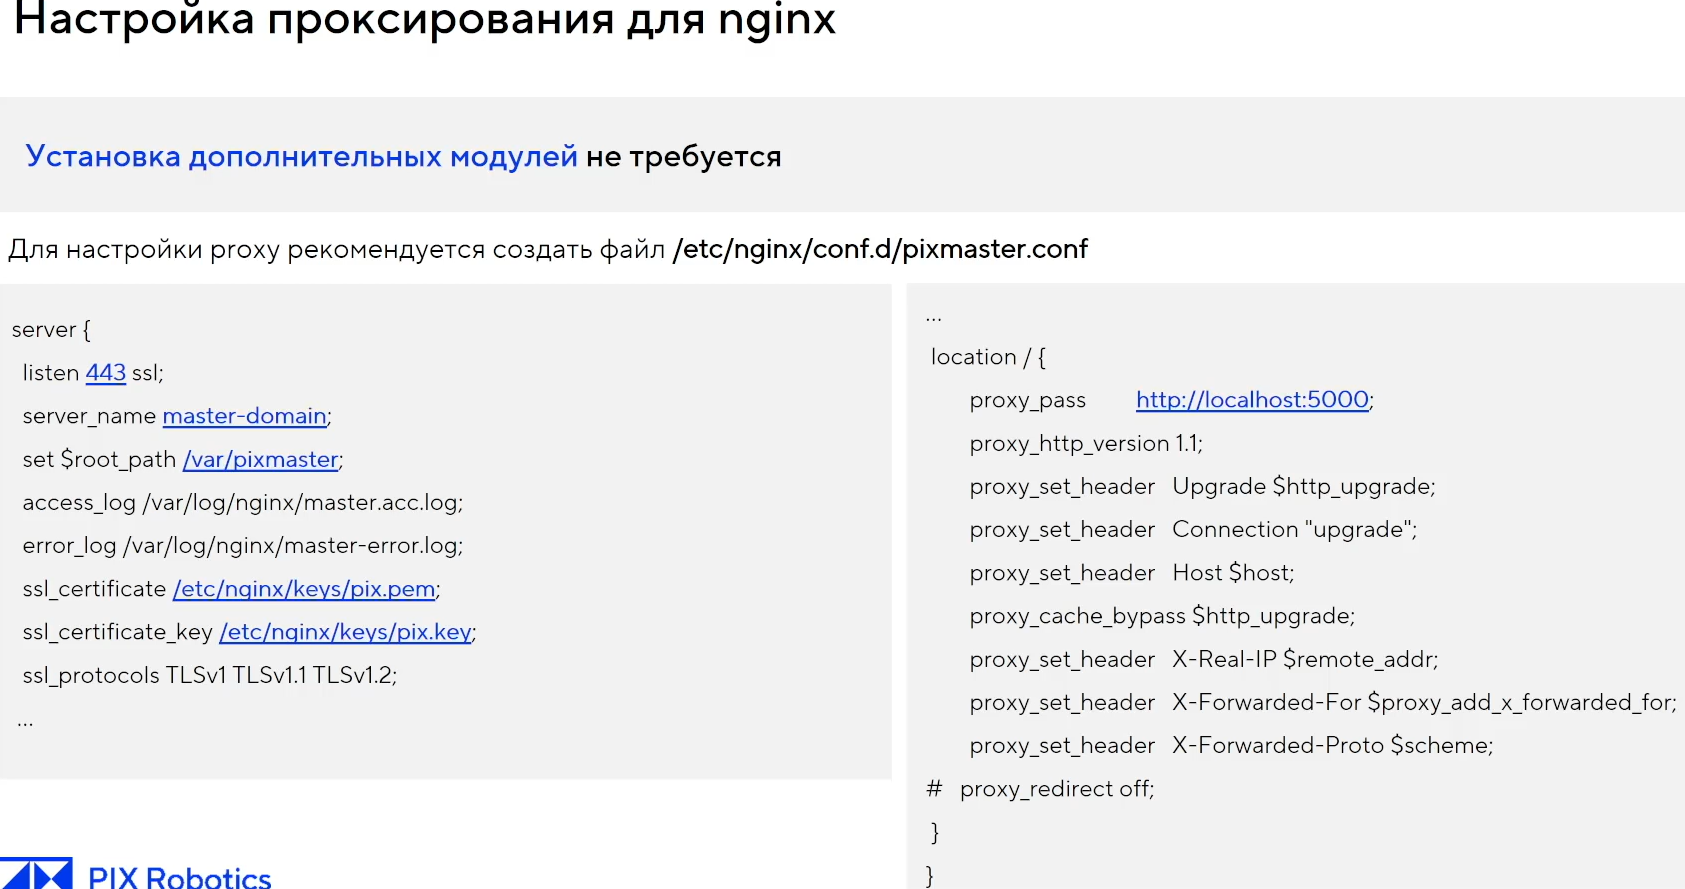 Настройка проксирования для nginx
Установка дополнительных модулей не требуется
Для настройки proxy рекомендуется создать файл /etc/nginx/conf.d/pixmaster.conf
server {
listen 443 ssl;
server_name master-domain;
set $root_path /var/pixmaster;
access_log /var/log/nginx/master.acc.log;
error_log /var/log/nginx/master-error.log;
ssl_certificate /etc/nginx/keys/pix.pem;
ssl_certificate_key /etc/nginx/keys/pix.key;
ssl_protocols TLSv1 TLSv1.1 TLSv1.2;
...
...
location / {
proxy_pass http://localhost:5000;
proxy_http_version 1.1;
proxy_set_header Upgrade $http_upgrade;
proxy_set_header Connection "upgrade";
proxy_set_header Host $host;
proxy_cache_bypass $http_upgrade;
proxy_set_header X-Real-IP $remote_addr;
proxy_set_header X-Forwarded-For $proxy_add_x_forwarded_for;
proxy_set_header X-Forwarded-Proto $scheme;
# proxy_redirect off;
}
}
PIX Robotics